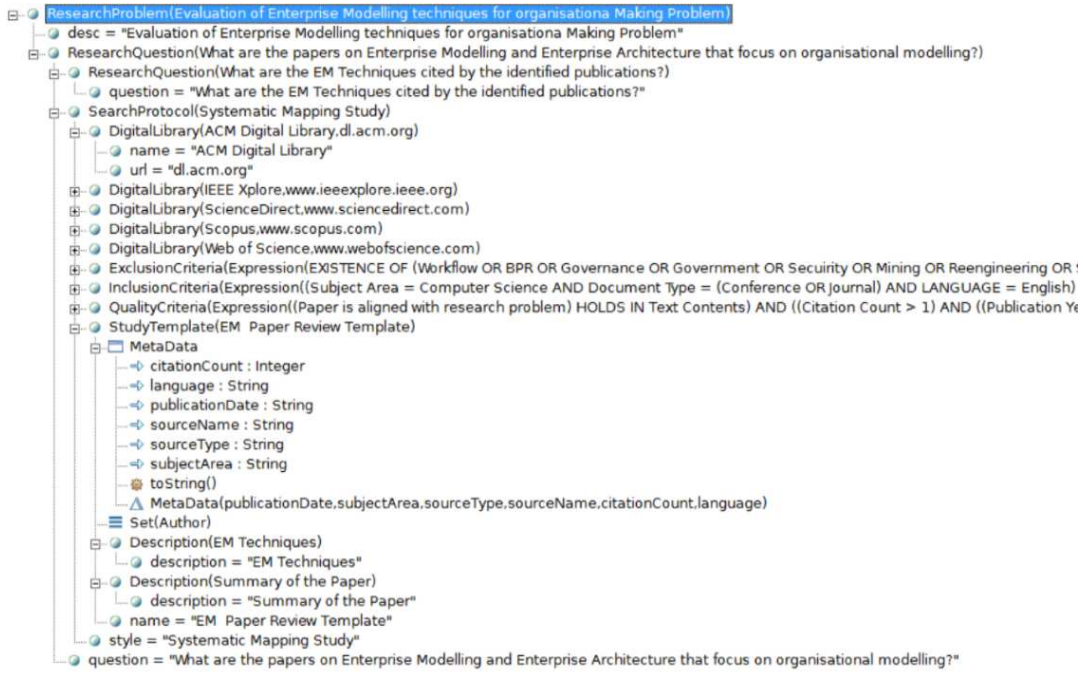 ResearchProblem(Evaluation of Enterprise Modelling techniques for organisationa Making Problem)
desc = "Evaluation of Enterprise Modelling techniques for organisationa Making Problem"
ResearchQuestion(What are the papers on Enterprise Modelling and Enterprise Architecture that focus on organisational modelling?)
ResearchQuestion(What are the EM Techniques cited by the identified publications?)
question = "What are the EM Techniques cited by the identified publications?"
SearchProtocol(Systematic Mapping Study)
DigitalLibrary(ACM Digital Library,dl.acm.org)
name = "ACM Digital Library"
url = "dl.acm.org"
DigitalLibrary(IEEE Xplore,www.ieeexplore.ieee.org)
DigitalLibrary(ScienceDirect,www.sciencedirect.com)
DigitalLibrary(Scopus,www.scopus.com)
DigitalLibrary(Web of Science,www.webofscience.com)
ExclusionCriteria(Expression(EXISTENCE OF (Workflow OR BPR OR Governance OR Government OR Secuirity OR Mining OR Reengineering OR
InclusionCriteria(Expression((Subject Area = Computer Science AND Document Type = (Conference OR Journal) AND LANGUAGE = English)
QualityCriteria(Expression((Paper is aligned with research problem) HOLDS IN Text Contents) AND ((Citation Count > 1) AND ((Publication Ye
StudyTemplate(EM  Paper Review Template)
MetaData
citationCount : Integer
language : String
publicationDate : String
sourceName : String
sourceType : String
subjectArea : String
toString()
MetaData(publicationDate,subjectArea,sourceType,sourceName,citationCount,language)
Set(Author)
Description(EM Techniques)
description = "EM Techniques"
Description(Summary of the Paper)
description = "Summary of the Paper"
name = "EM  Paper Review Template"
style = "Systematic Mapping Study"
question = "What are the papers on Enterprise Modelling and Enterprise Architecture that focus on organisational modelling?"